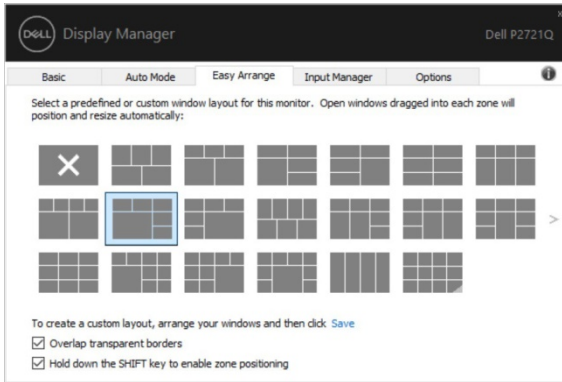 DELL Display Manager Dell P2721Q
Basic Auto Mode Easy Arrange Input Manager Options
Select a predefined or custom window layout for this monitor. Open windows dragged into each zone will
position and resize automatically:
To create a custom layout, arrange your windows and then click Save
Overlap transparent borders
Hold down the SHIFT key to enable zone positioning